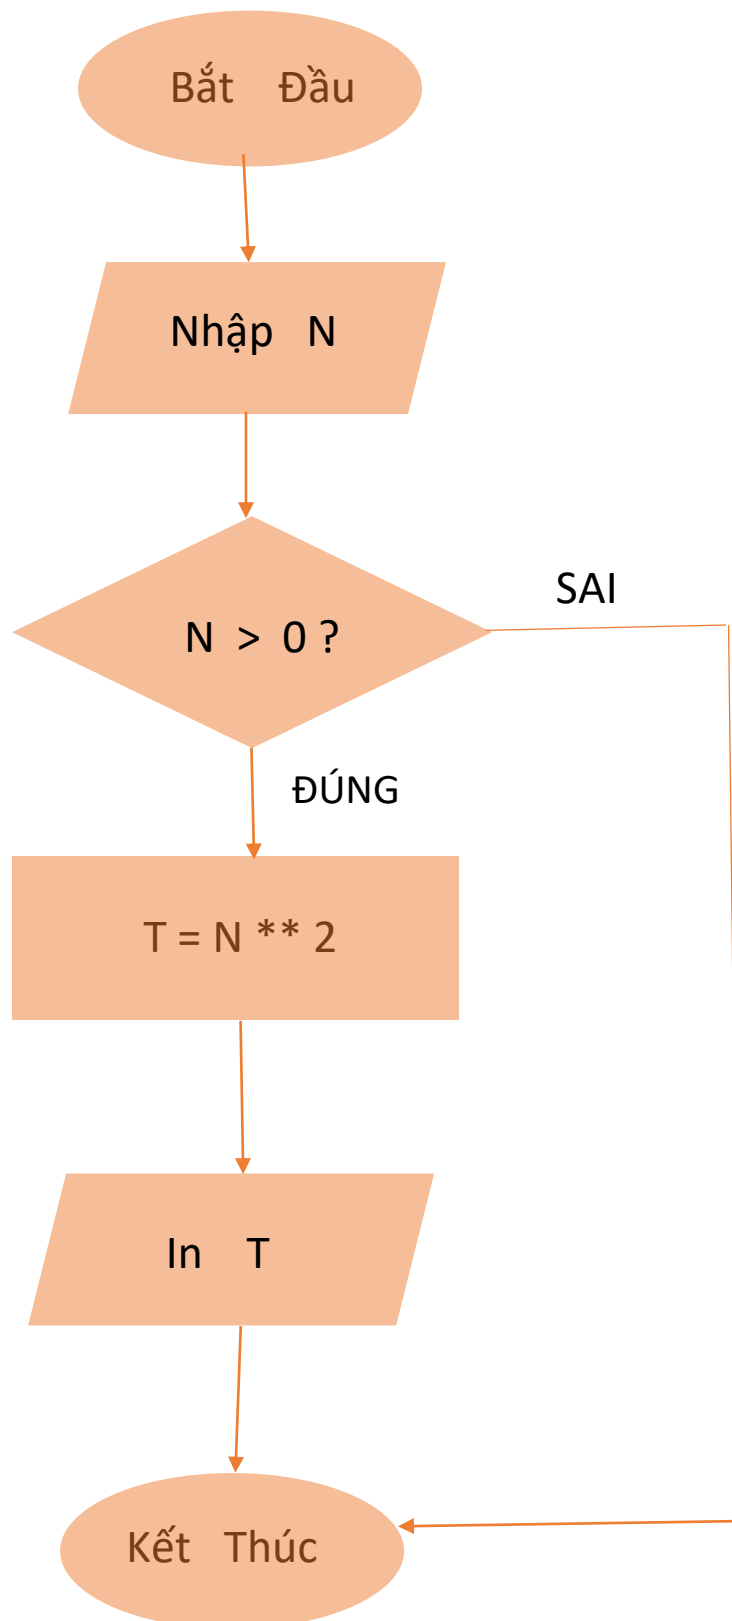 Bắt Đầu
Nhập N
N > 0 ?
SAI
ĐÚNG
T = N ** 2
In T
Kết Thúc